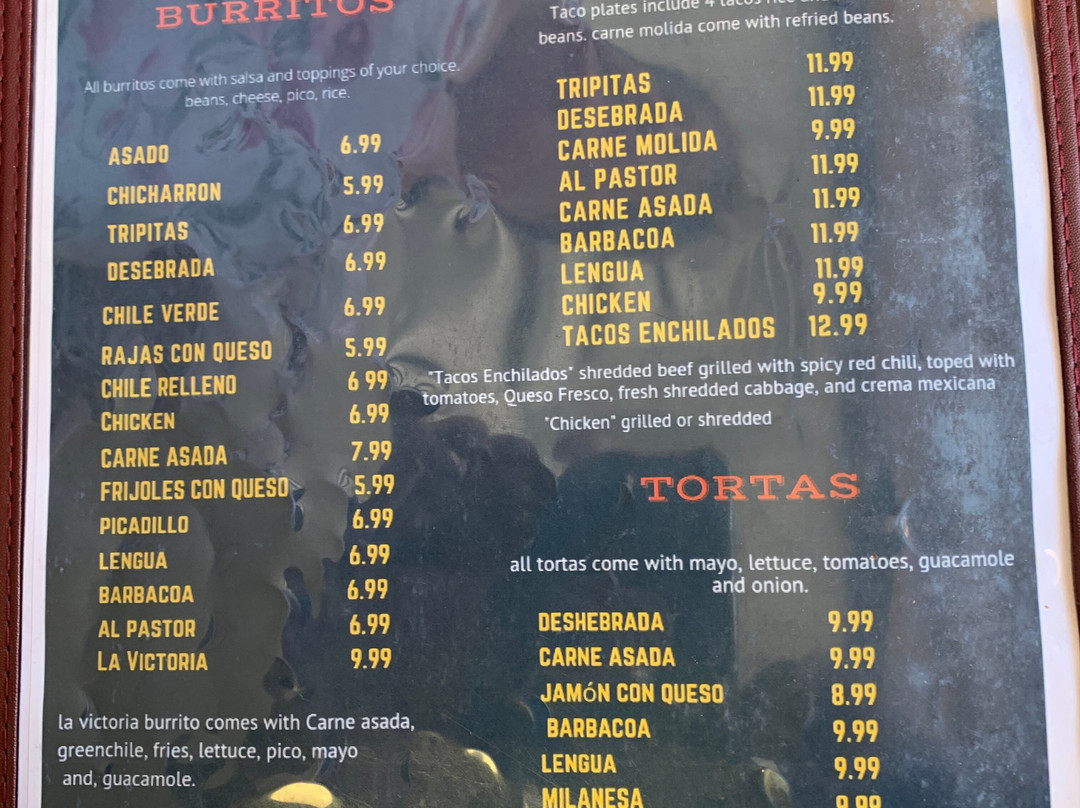 BURRITOS
All burritos come with salsa and toppings of your choice.
beans, cheese, pico, rice.
ASADO 6.99
CHICHARRON 5.99
TRIPITAS 6.99
DESEBRADA 6.99
CHILE VERDE 6.99
RAJAS CON QUESO 5.99
CHILE RELLENO 6 99
CHICKEN 6.99
CARNE ASADA 7.99
FRIJOLES CON QUESO 5.99
PICADILLO 6.99
LENGUA 6.99
BARBACOA 6.99
AL PASTOR 6.99
LA VICTORIA 9.99
la victoria burrito comes with Carne asada,
greenchile, fries, lettuce, pico, mayo
and, guacamole.
Taco plates include 4 tacos rice
beans. carne molida come with refried beans.
TRIPITAS 11.99
DESEBRADA 11.99
CARNE MOLIDA 9.99
AL PASTOR 11.99
CARNE ASADA 11.99
BARBACOA 11.99
LENGUA 11.99
CHICKEN 9.99
TACOS ENCHILADOS 12.99
"Tacos Enchilados" shredded beef grilled with spicy red chili, toped with
tomatoes, Queso Fresco, fresh shredded cabbage, and crema mexicana
"Chicken" grilled or shredded
TORTAS
all tortas come with mayo, lettuce, tomatoes, guacamole
and onion.
DESHEBRADA 9.99
CARNE ASADA 9.99
JAMÓN CON QUESO 8.99
BARBACOA 9.99
LENGUA 9.99
MILANESA 9.99